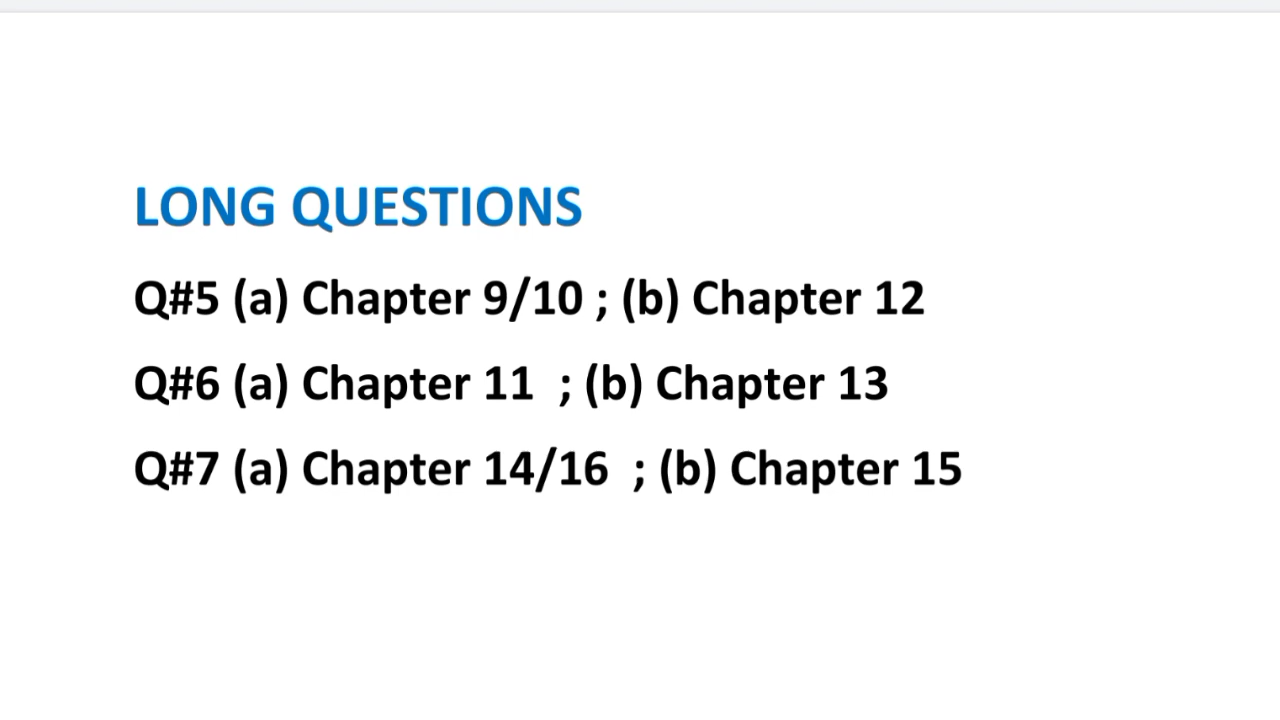 LONG QUESTIONS
Q#5 (a) Chapter 9/10 ; (b) Chapter 12
Q#6 (a) Chapter 11  ; (b) Chapter 13
Q#7 (a) Chapter 14/16  ; (b) Chapter 15